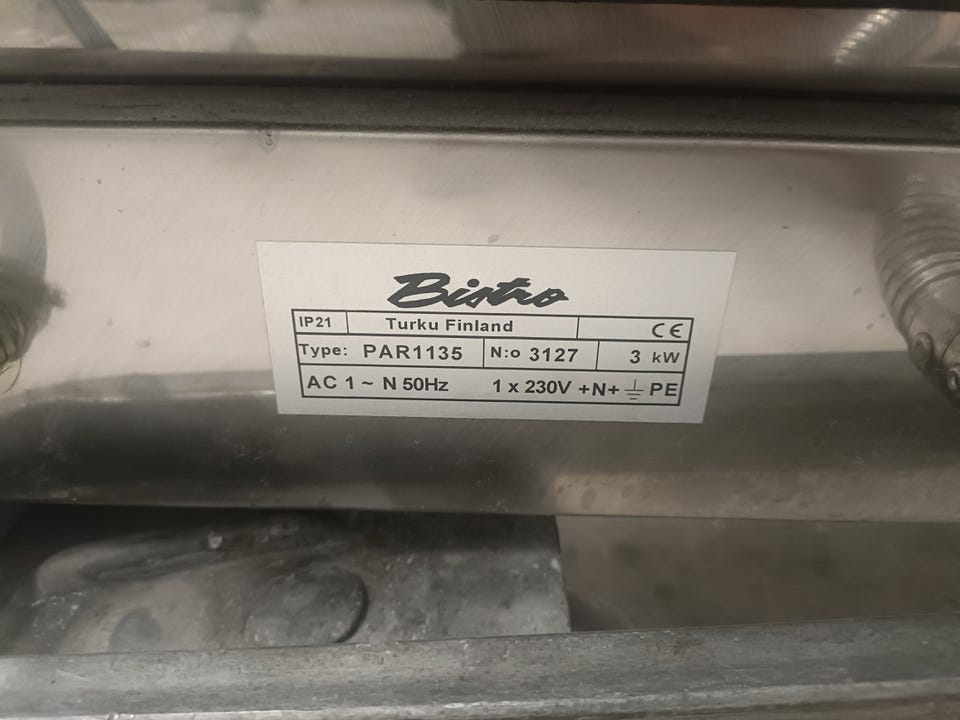 Bistro
IP21 Turku Finland CE
Type: PAR1135 N:o 3127 3 kW
AC 1 ~ N 50Hz 1 x 230V +N+ ⏚ PE